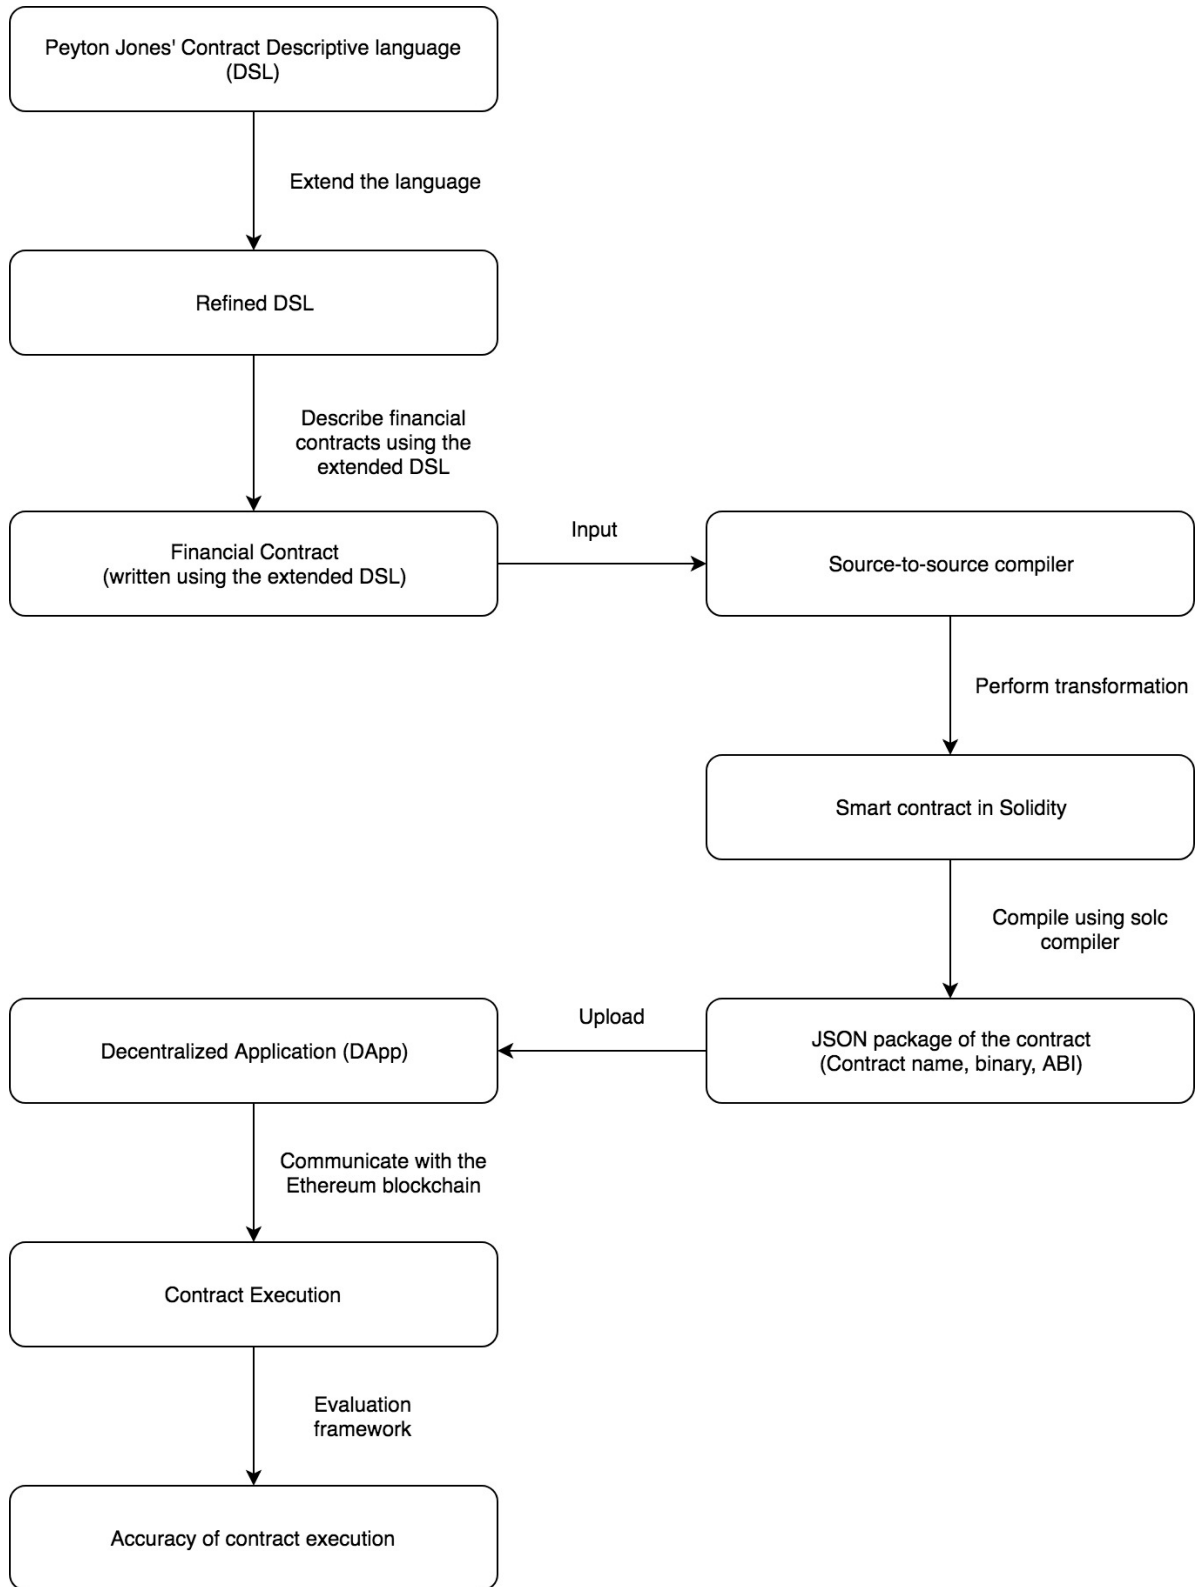 Peyton Jones' Contract Descriptive language
(DSL)
Extend the language
Refined DSL
Describe financial
contracts using the
extended DSL
Financial Contract
(written using the extended DSL)
Input
Source-to-source compiler
Perform transformation
Smart contract in Solidity
Compile using solc
compiler
JSON package of the contract
(Contract name, binary, ABI)
Upload
Decentralized Application (DApp)
Communicate with the
Ethereum blockchain
Contract Execution
Evaluation
framework
Accuracy of contract execution